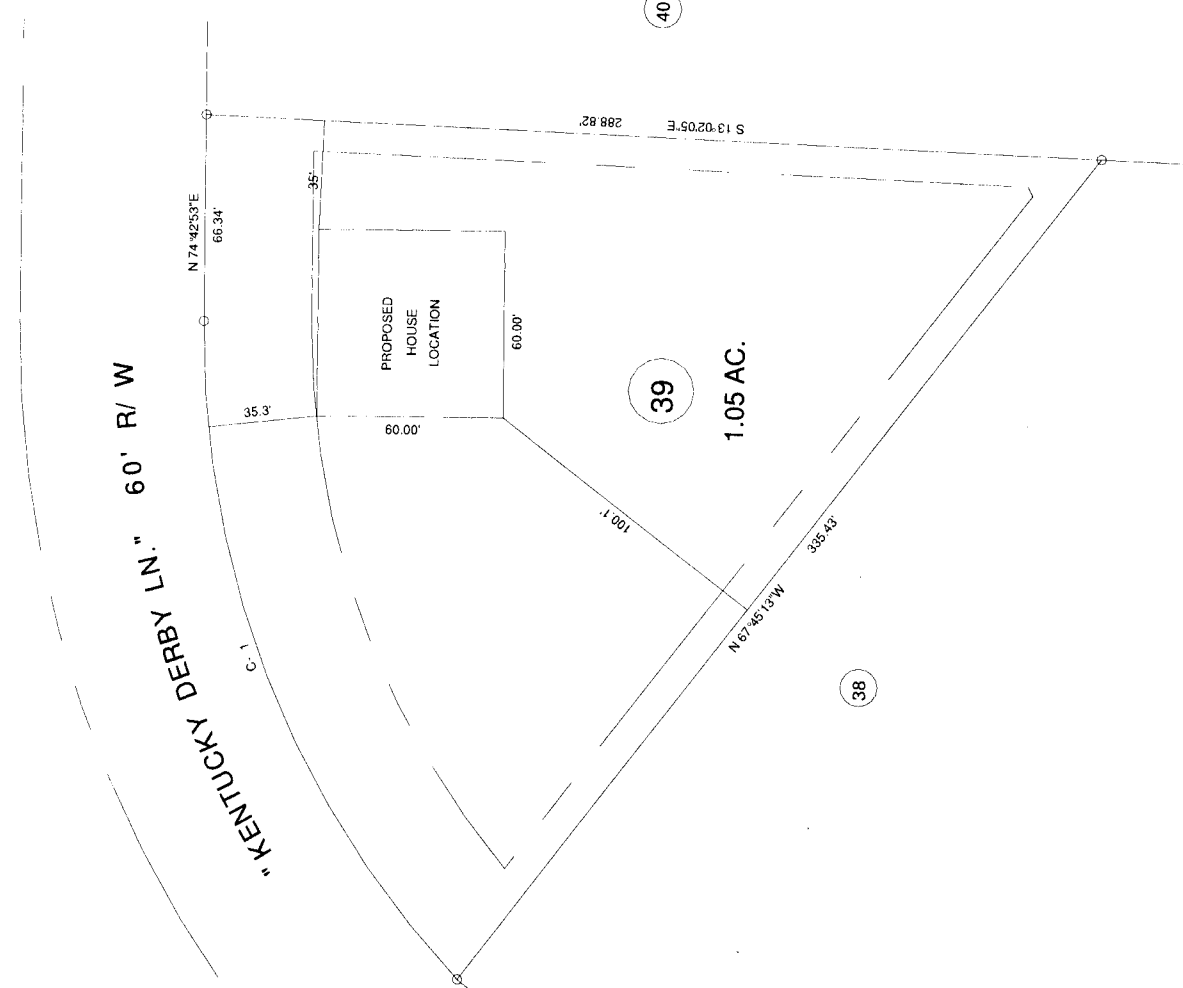 40
S 13°02'05"E 288.82'
N 74°42'53"E
66.34'
35'
PROPOSED
HOUSE
LOCATION
60.00'
60.00'
35.3'
"KENTUCKY DERBY LN." 60' R/W
39
1.05 AC.
100.1'
335.43'
N 67°45'13"W
C. 1
38